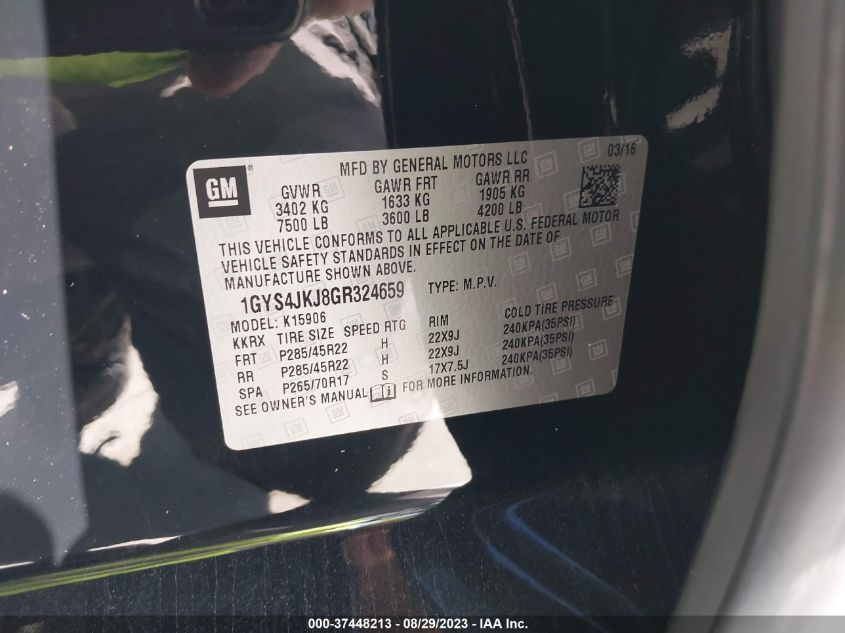 GM ®
MFD BY GENERAL MOTORS LLC 03/16
GVWR GAWR FRT GAWR RR
3402 KG 1633 KG 1905 KG
7500 LB 3600 LB 4200 LB
THIS VEHICLE CONFORMS TO ALL APPLICABLE U.S. FEDERAL MOTOR
VEHICLE SAFETY STANDARDS IN EFFECT ON THE DATE OF
MANUFACTURE SHOWN ABOVE.
1GYS4JKJ8GR324659 TYPE: M.P.V.
MODEL: K15906
KKRX TIRE SIZE SPEED RTG RIM COLD TIRE PRESSURE
FRT P285/45R22 H 22X9J 240KPA(35PSI)
RR P285/45R22 H 22X9J 240KPA(35PSI)
SPA P265/70R17 S 17X7.5J 240KPA(35PSI)
SEE OWNER'S MANUAL FOR MORE INFORMATION.
000-37448213 - 08/29/2023 - IAA Inc.